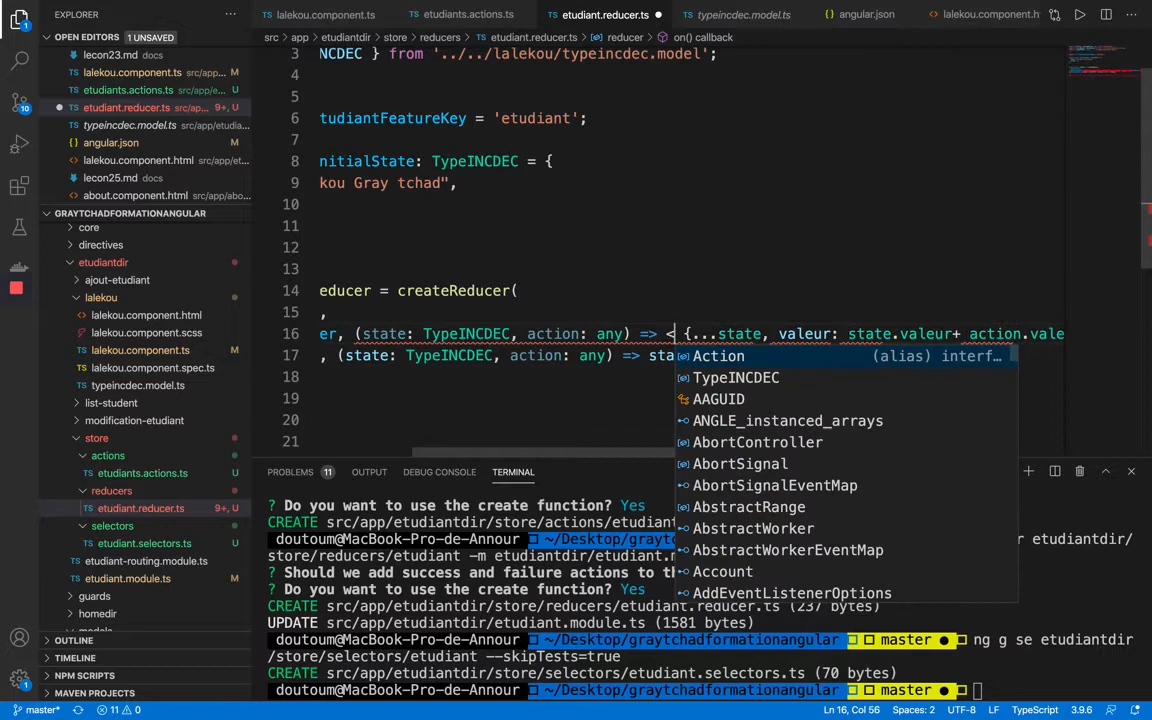 EXPLORER
OPEN EDITORS 1 UNSAVED
lecon23.md docs
lalekou.component.ts src/app... M
etudiants.actions.ts src/app/e... U
etudiant.reducer.ts src/ap... 9+, U
typeincdec.model.ts src/app/etudia...
angular.json
lalekou.component.html src/app/et...
lecon25.md docs
about.component.html src/app/abo...
GRAYTCHADFORMATIONANGULAR
core
directives
etudiantdir
ajout-etudiant
lalekou
lalekou.component.html
lalekou.component.scss
lalekou.component.ts M
lalekou.component.spec.ts
typeincdec.model.ts
list-student
modification-etudiant
store
actions
etudiants.actions.ts U
reducers
etudiant.reducer.ts 9+, U
selectors
etudiant.selectors.ts U
etudiant-routing.module.ts
etudiant.module.ts M
guards
homedir
OUTLINE
TIMELINE
NPM SCRIPTS
MAVEN PROJECTS
lalekou.component.ts etudiants.actions.ts etudiant.reducer.ts typeincdec.model.ts angular.json lalekou.component.h
src > app > etudiantdir > store > reducers > etudiant.reducer.ts > reducer > on() callback
3 NCDEC } from '../../lalekou/typeincdec.model';
4
5
6 tudiantFeatureKey = 'etudiant';
7
8 nitialState: TypeINCDEC = {
9 kou Gray tchad",
10
11
12
13
14 educer = createReducer(
15 ,
16 er, (state: TypeINCDEC, action: any) => < {...state, valeur: state.valeur+ action.vale
17 , (state: TypeINCDEC, action: any) => sta
18
19
20
21
Action (alias) interf...
TypeINCDEC
AAGUID
ANGLE_instanced_arrays
AbortController
AbortSignal
AbortSignalEventMap
AbstractRange
AbstractWorker
AbstractWorkerEventMap
Account
AddEventListenerOptions
PROBLEMS 11 OUTPUT DEBUG CONSOLE TERMINAL
? Do you want to use the create function? Yes
CREATE src/app/etudiantdir/store/actions/etudiant
doutoum@MacBook-Pro-de-Annour ~/Desktop/graytc r etudiantdir/
store/reducers/etudiant -m etudiantdir/etudiant.m
? Should we add success and failure actions to th
? Do you want to use the create function? Yes
CREATE src/app/etudiantdir/store/reducers/etudiant.reducer.ts (237 bytes)
UPDATE src/app/etudiantdir/etudiant.module.ts (1581 bytes)
doutoum@MacBook-Pro-de-Annour ~/Desktop/graytchadformationangular master ● ng g se etudiantdir
/store/selectors/etudiant --skipTests=true
CREATE src/app/etudiantdir/store/selectors/etudiant.selectors.ts (70 bytes)
doutoum@MacBook-Pro-de-Annour ~/Desktop/graytchadformationangular master ●
master* 11 0 Ln 16, Col 56 Spaces: 2 UTF-8 LF TypeScript 3.9.6